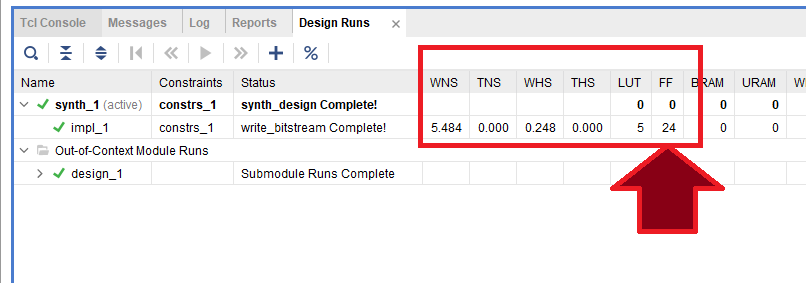 Tcl Console Messages Log Reports Design Runs
Name Constraints Status WNS TNS WHS THS LUT FF BRAM URAM
synth_1 (active) constrs_1 synth_design Complete! 0 0 0 0
impl_1 constrs_1 write_bitstream Complete! 5.484 0.000 0.248 0.000 5 24 0 0
Out-of-Context Module Runs
design_1 Submodule Runs Complete